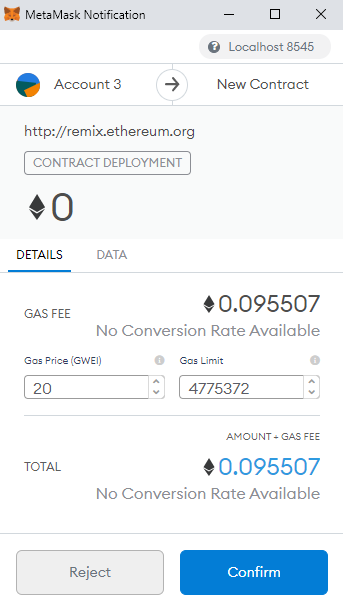 MetaMask Notification
Localhost 8545
Account 3
New Contract
http://remix.ethereum.org
CONTRACT DEPLOYMENT
0
DETAILS
DATA
GAS FEE
0.095507
No Conversion Rate Available
Gas Price (GWEI)
Gas Limit
20
4775372
AMOUNT + GAS FEE
TOTAL
0.095507
No Conversion Rate Available
Reject
Confirm